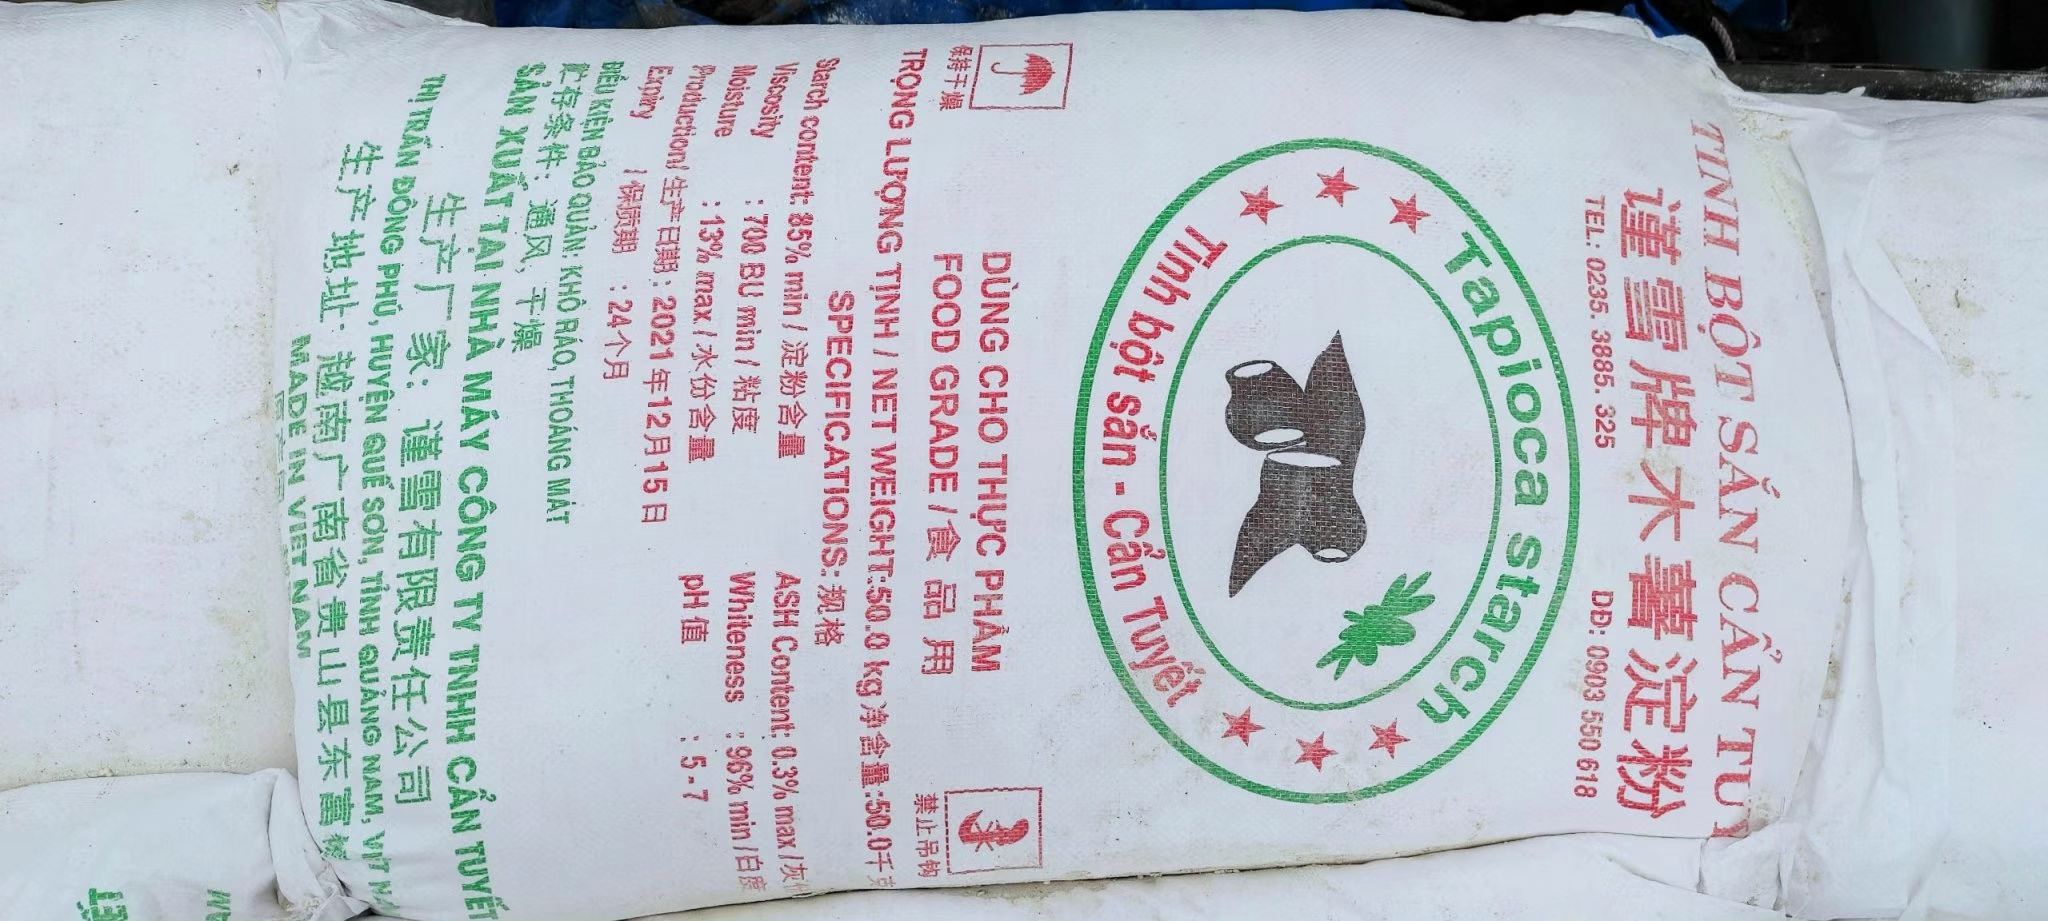 TINH BỘT SẮN CẨN TUY
谨雪牌木薯淀粉
TEL: 0235. 3885. 325 DĐ: 0903 550 618
Tapioca starch
Tinh bột sắn - Cẩn Tuyết
保持干燥
禁止吊钩
DÙNG CHO THỰC PHẨM
FOOD GRADE / 食品用
TRỌNG LƯỢNG TỊNH / NET WEIGHT:50.0 kg 净含量:50.0千克
SPECIFICATIONS: 规格
Starch content: 85% min / 淀粉含量 ASH Content: 0.3% max /灰
Viscosity : 700 BU min / 粘度 Whiteness : 96% min /白度
Moisture : 13% max / 水份含量 pH 值 : 5 - 7
Production/ 生产日期 : 2021年12月15日
Expiry / 保质期 : 24个月
ĐIỀU KIỆN BẢO QUẢN: KHÔ RÁO, THOÁNG MÁT
贮存条件: 通风, 干燥
SẢN XUẤT TẠI NHÀ MÁY CÔNG TY TNHH CẨN TUYẾT
生产厂家: 谨雪有限责任公司
THỊ TRẤN ĐÔNG PHÚ, HUYỆN QUẾ SƠN, TỈNH QUẢNG NAM, VIỆT
生产地址: 越南广南省贵山县东富
MADE IN VIET NAM